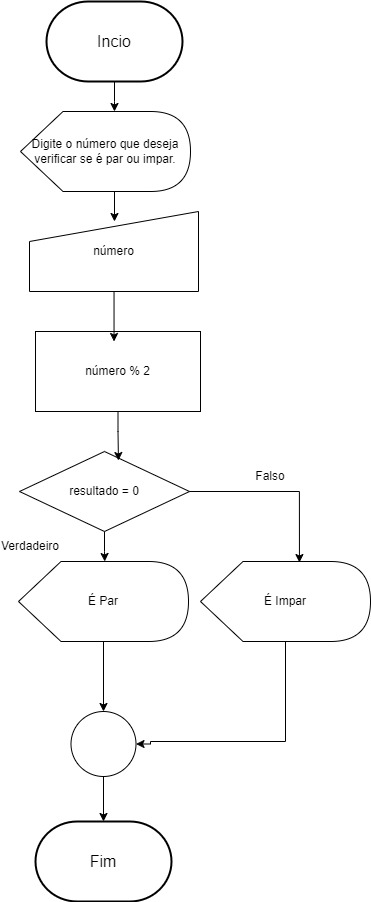 Incio
Digite o número que deseja
verificar se é par ou impar.
número
número % 2
resultado = 0
Falso
Verdadeiro
É Par
É Impar
Fim